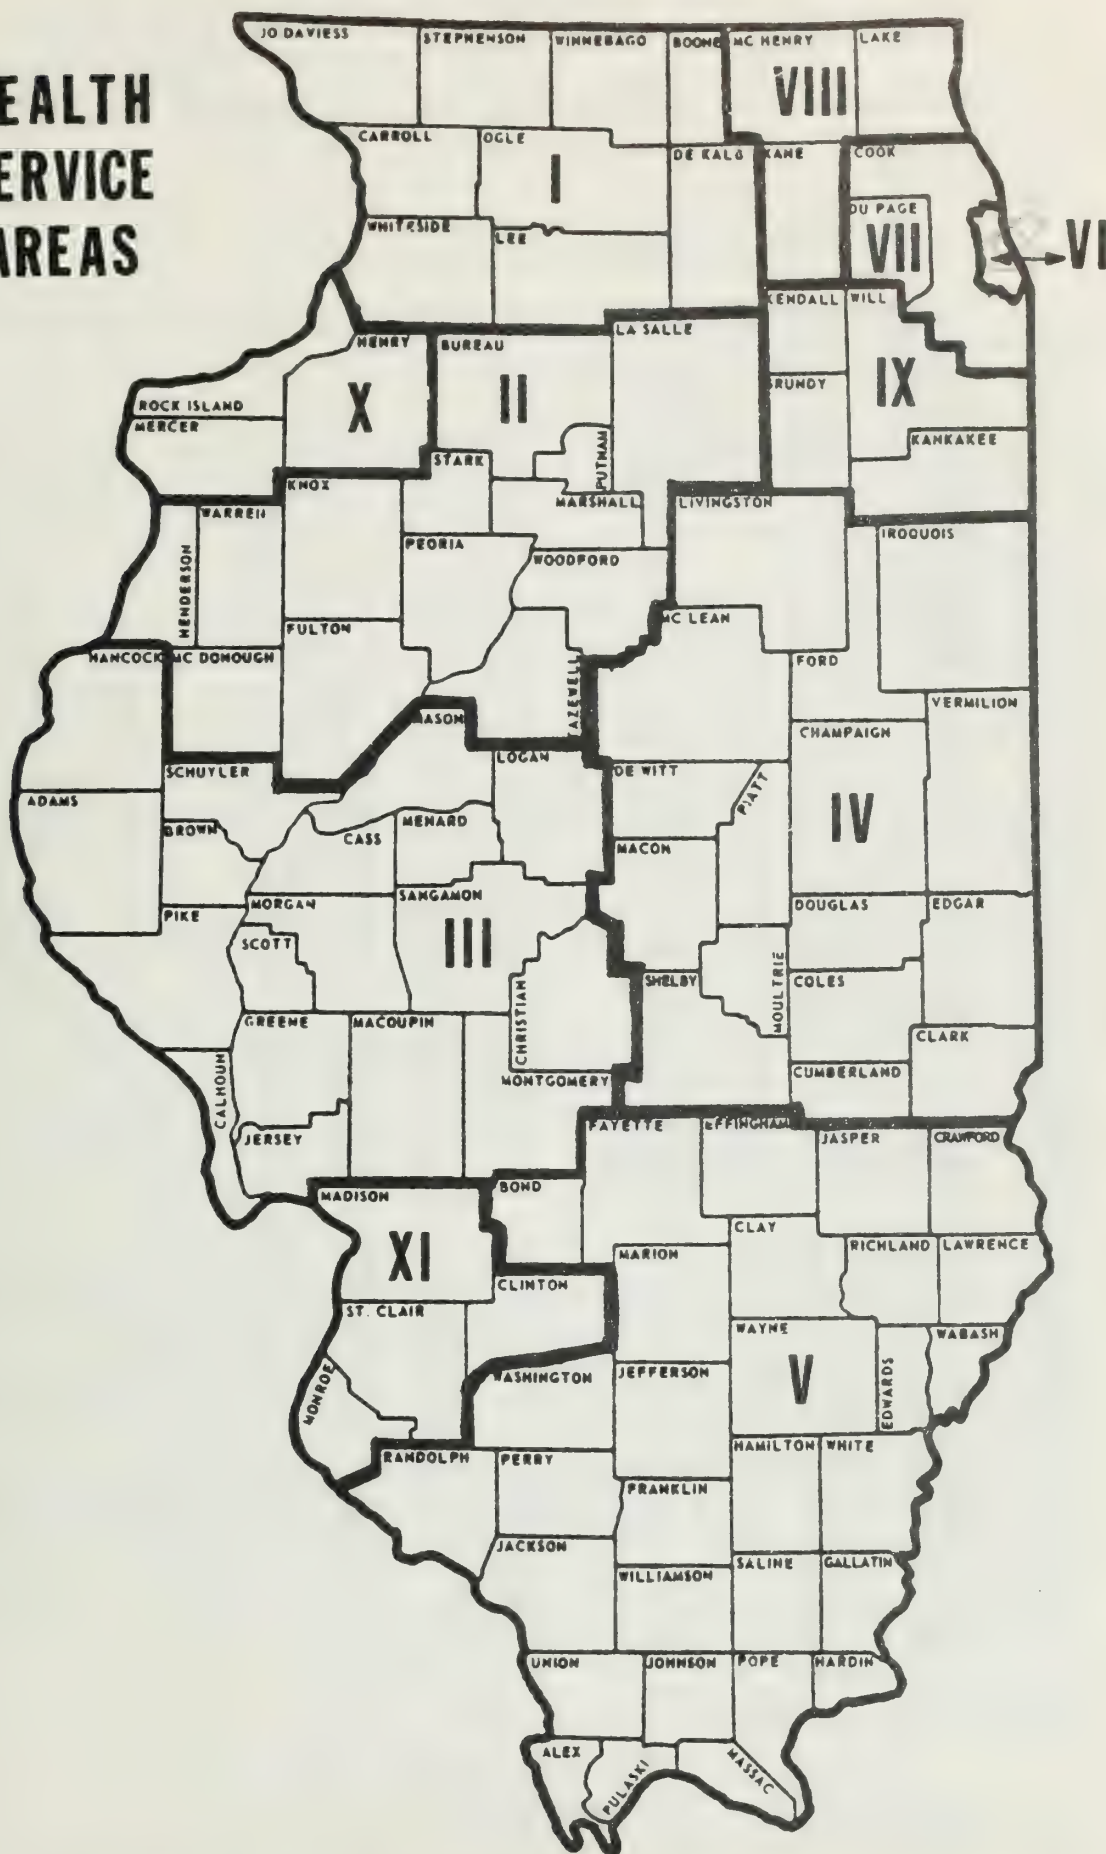 EALTH
ERVICE
AREAS
JO DAVIESS
STEPHENSON
WINNEBAGO
BOONE
MC HENRY
LAKE
VIII
CARROLL
OGLE
I
DE KALB
KANE
COOK
DU PAGE
VII
VI
WHITESIDE
LEE
KENDALL
WILL
HENRY
BUREAU
LA SALLE
X
II
RUNDY
IX
ROCK ISLAND
MERCER
KANKAKEE
STARK
PUTNAM
KNOX
MARSHALL
LIVINGSTON
WARREN
HENDERSON
PEORIA
WOODFORD
IROQUOIS
FULTON
MC LEAN
HANCOCK
MC DONOUGH
FORD
TAZEWELL
VERMILION
MASON
CHAMPAIGN
LOGAN
SCHUYLER
DE WITT
PIATT
IV
ADAMS
BROWN
CASS
MENARD
MACON
PIKE
MORGAN
SANGAMON
DOUGLAS
EDGAR
SCOTT
III
CHRISTIAN
SHELBY
MOULTRIE
COLES
GREENE
MACOUPIN
CLARK
CALHOUN
MONTGOMERY
CUMBERLAND
JERSEY
FAYETTE
EFFINGHAM
JASPER
CRAWFORD
MADISON
BOND
XI
CLAY
MARION
RICHLAND
LAWRENCE
CLINTON
ST. CLAIR
WAYNE
WABASH
MONROE
WASHINGTON
JEFFERSON
V
EDWARDS
RANDOLPH
PERRY
HAMILTON
WHITE
FRANKLIN
JACKSON
WILLIAMSON
SALINE
GALLATIN
UNION
JOHNSON
POPE
HARDIN
ALEX
PULASKI
MASSAC